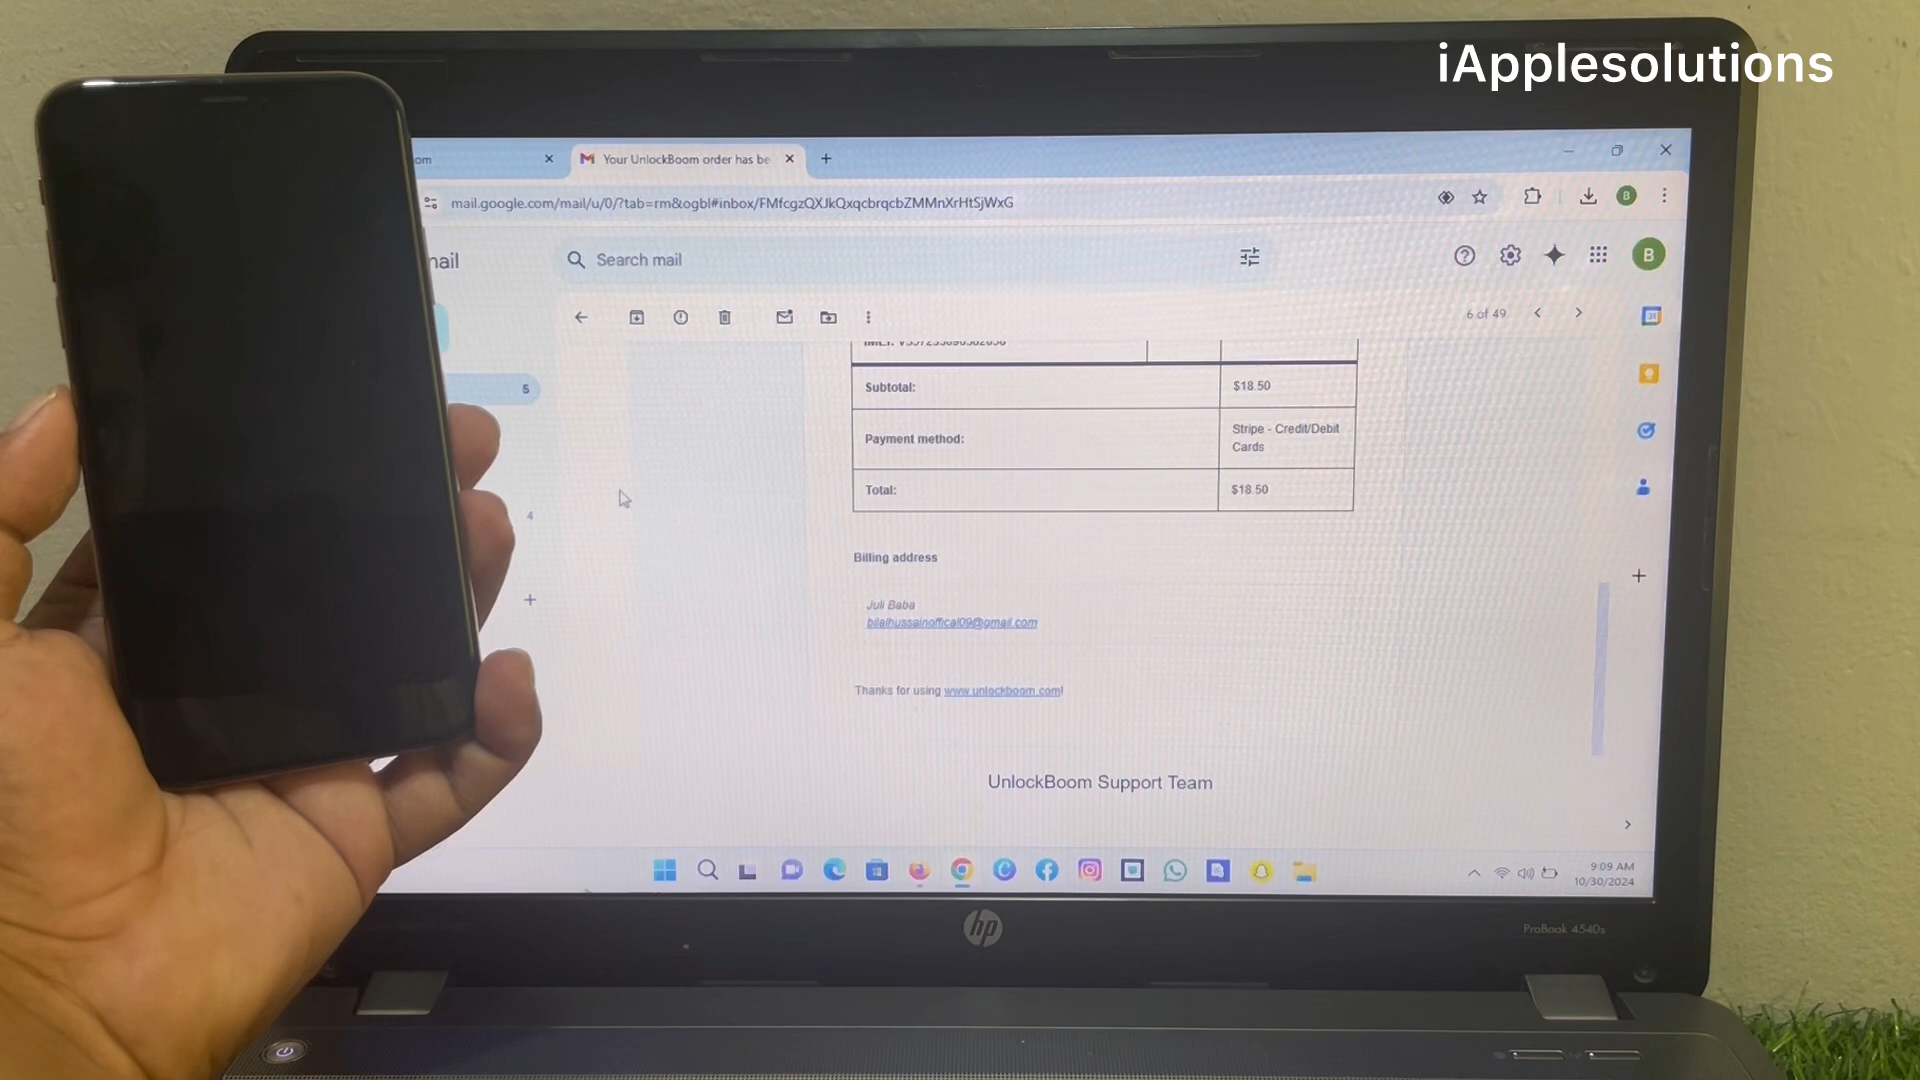 iApplesolutions
om
Your UnlockBoom order has be
mail.google.com/mail/u/0/?tab=rm&ogbl#inbox/FMfcgzQXJkQxqcbrqcbZMMnXrHtSjWxG
B
nail
Search mail
B
6 of 49
31
5
Subtotal:
$18.50
Payment method:
Stripe - Credit/Debit
Cards
Total:
$18.50
4
Billing address
Juli Baba
bilalhussainoffical09@gmail.com
Thanks for using www.unlockboom.com!
UnlockBoom Support Team
9:09 AM
10/30/2024
hp
ProBook 4540s